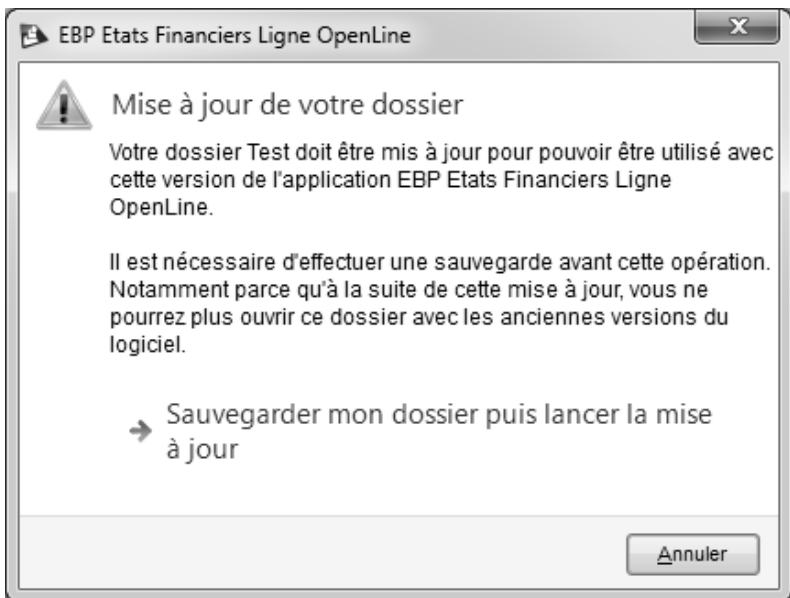 EBP Etats Financiers Ligne OpenLine
Mise à jour de votre dossier
Votre dossier Test doit être mis à jour pour pouvoir être utilisé avec
cette version de l'application EBP Etats Financiers Ligne
OpenLine.
Il est nécessaire d'effectuer une sauvegarde avant cette opération.
Notamment parce qu'à la suite de cette mise à jour, vous ne
pourrez plus ouvrir ce dossier avec les anciennes versions du
logiciel.
Sauvegarder mon dossier puis lancer la mise
à jour
Annuler